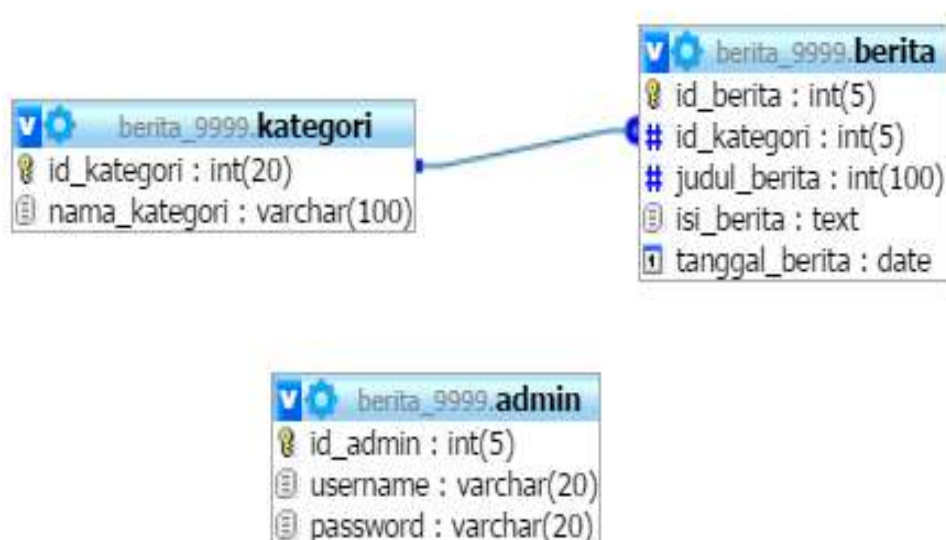 berita_9999.kategori
id_kategori : int(20)
nama_kategori : varchar(100)
berita_9999.berita
id_berita : int(5)
id_kategori : int(5)
judul_berita : int(100)
isi_berita : text
tanggal_berita : date
berita_9999.admin
id_admin : int(5)
username : varchar(20)
password : varchar(20)